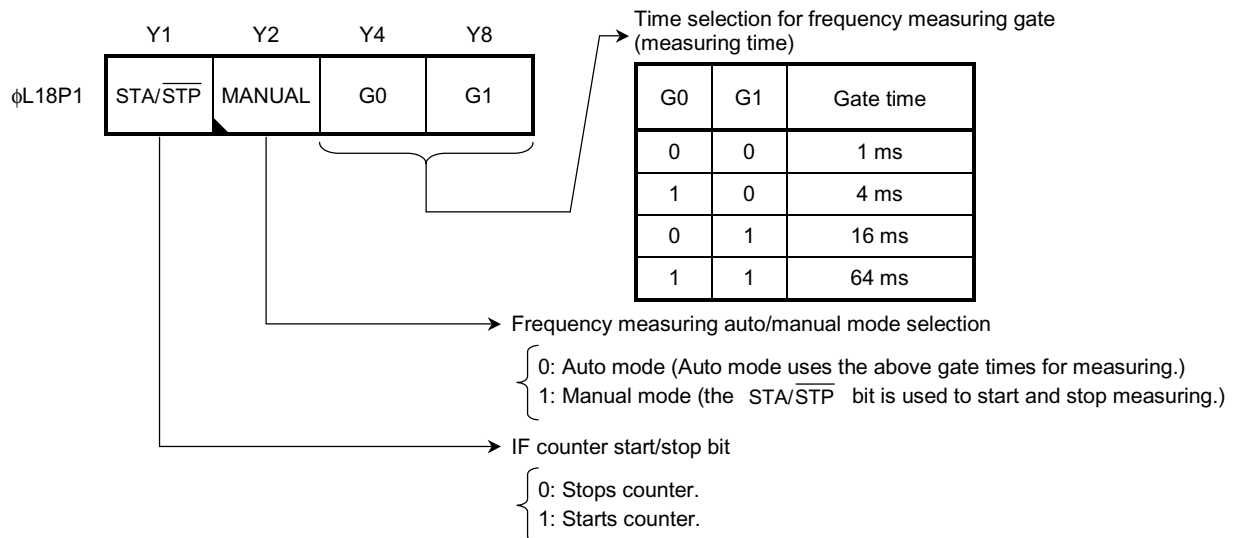 Time selection for frequency measuring gate
(measuring time)
Y1 Y2 Y4 Y8
ϕL18P1 STA/S̅T̅P̅ MANUAL G0 G1
G0 G1 Gate time
0 0 1 ms
1 0 4 ms
0 1 16 ms
1 1 64 ms
Frequency measuring auto/manual mode selection
0: Auto mode (Auto mode uses the above gate times for measuring.)
1: Manual mode (the STA/S̅T̅P̅ bit is used to start and stop measuring.)
IF counter start/stop bit
0: Stops counter.
1: Starts counter.